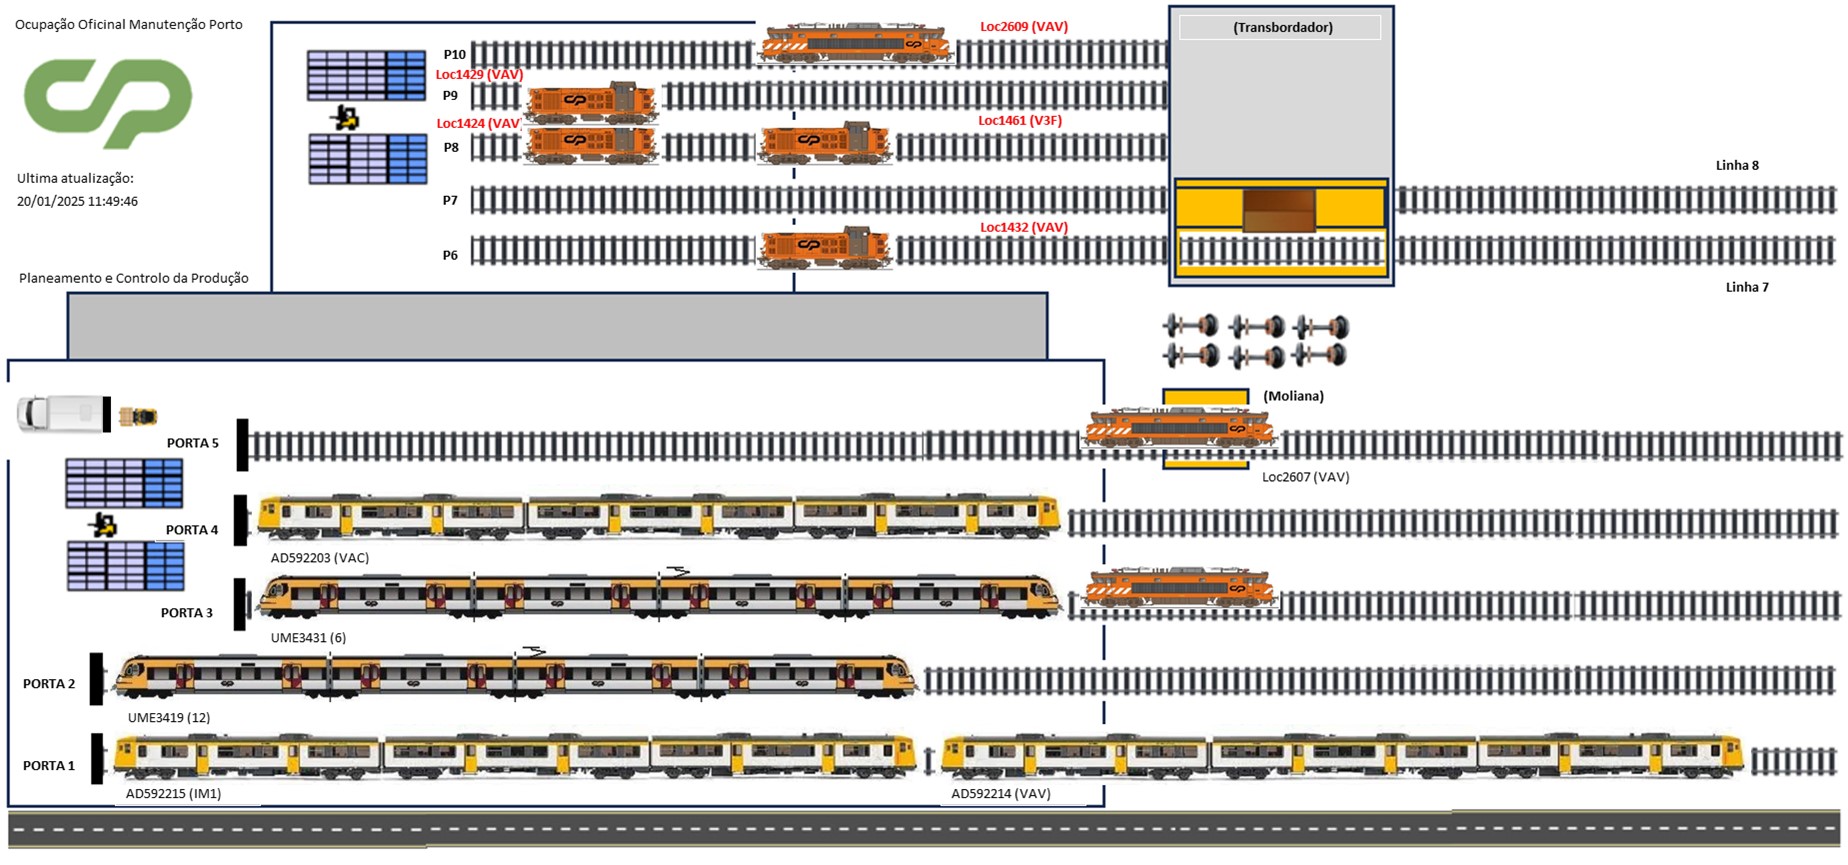 Ocupação Oficinal Manutenção Porto
Loc2609 (VAV)
(Transbordador)
P10
Loc1429 (VAV)
P9
Loc1424 (VAV)
Loc1461 (V3F)
P8
Ultima atualização:
20/01/2025 11:49:46
Linha 8
P7
Loc1432 (VAV)
P6
Planeamento e Controlo da Produção
Linha 7
(Moliana)
PORTA 5
Loc2607 (VAV)
PORTA 4
AD592203 (VAC)
PORTA 3
UME3431 (6)
PORTA 2
UME3419 (12)
PORTA 1
AD592215 (IM1)
AD592214 (VAV)